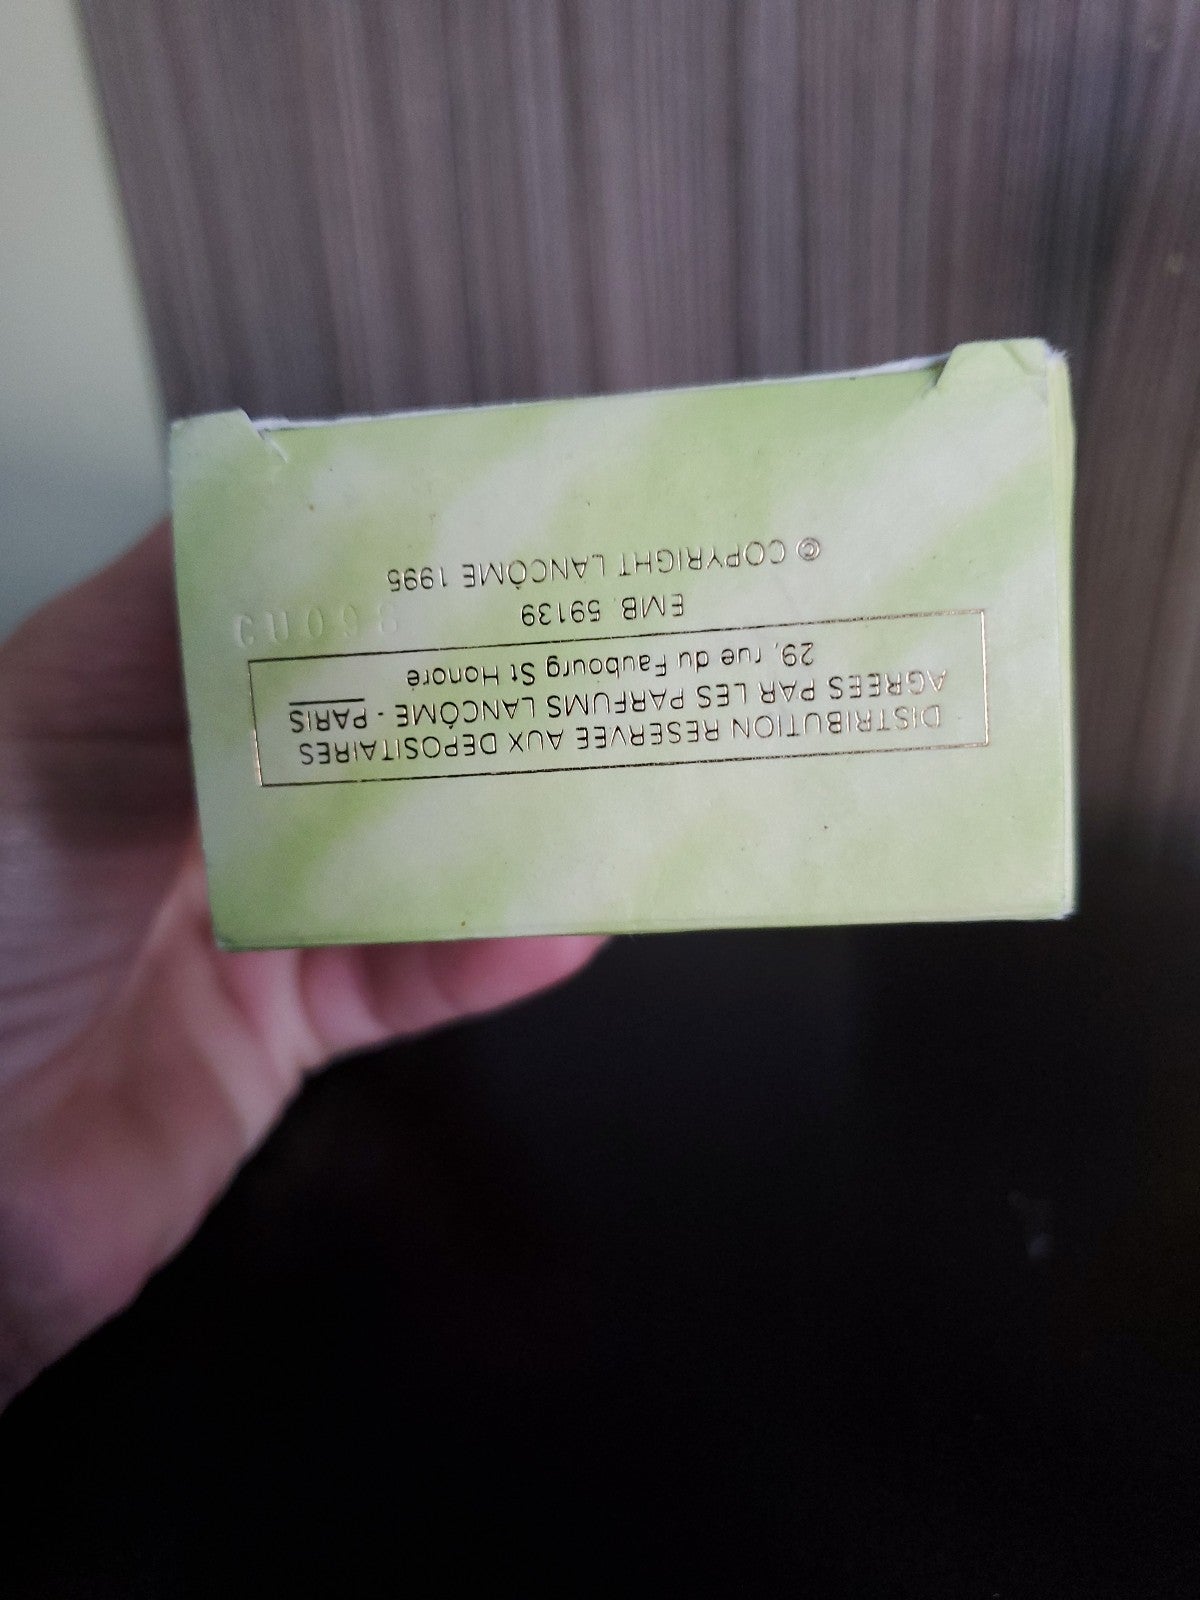 DISTRIBUTION RESERVEE AUX DEPOSITAIRES
AGREES PAR LES PARFUMS LANCÔME - PARIS
29, rue du Faubourg St Honoré
EMB. 59139
© COPYRIGHT LANCÔME 1995